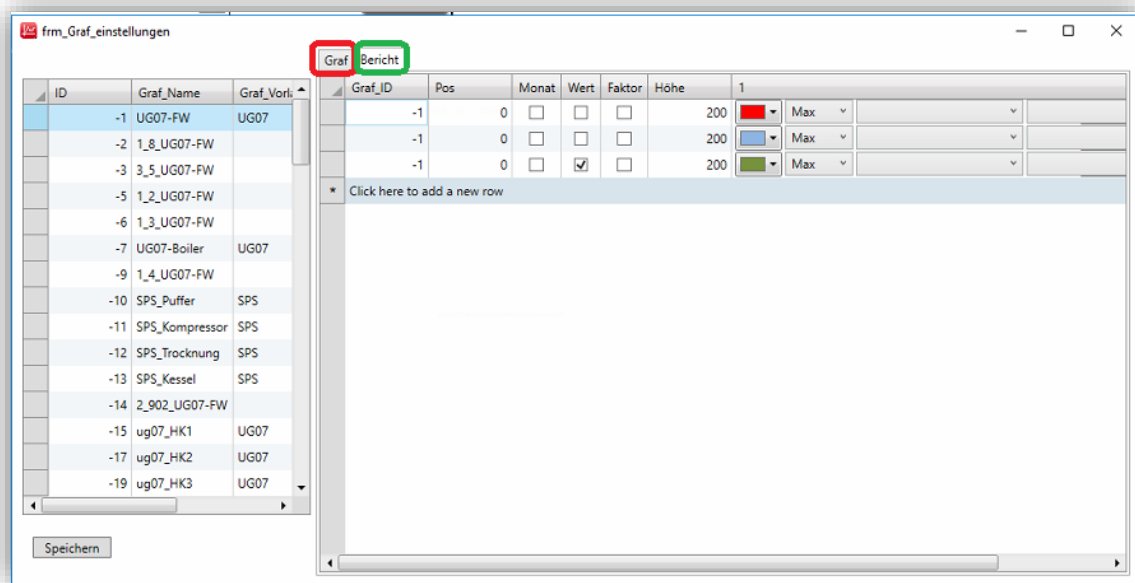 frm_Graf_einstellungen
Graf Bericht
ID Graf_Name Graf_Vorl
-1 UG07-FW UG07
-2 1_8_UG07-FW
-3 3_5_UG07-FW
-5 1_2_UG07-FW
-6 1_3_UG07-FW
-7 UG07-Boiler UG07
-9 1_4_UG07-FW
-10 SPS_Puffer SPS
-11 SPS_Kompressor SPS
-12 SPS_Trocknung SPS
-13 SPS_Kessel SPS
-14 2_902_UG07-FW
-15 ug07_HK1 UG07
-17 ug07_HK2 UG07
-19 ug07_HK3 UG07
Speichern
Graf_ID Pos Monat Wert Faktor Höhe 1
-1 0 200 Max
-1 0 200 Max
-1 0 200 Max
* Click here to add a new row